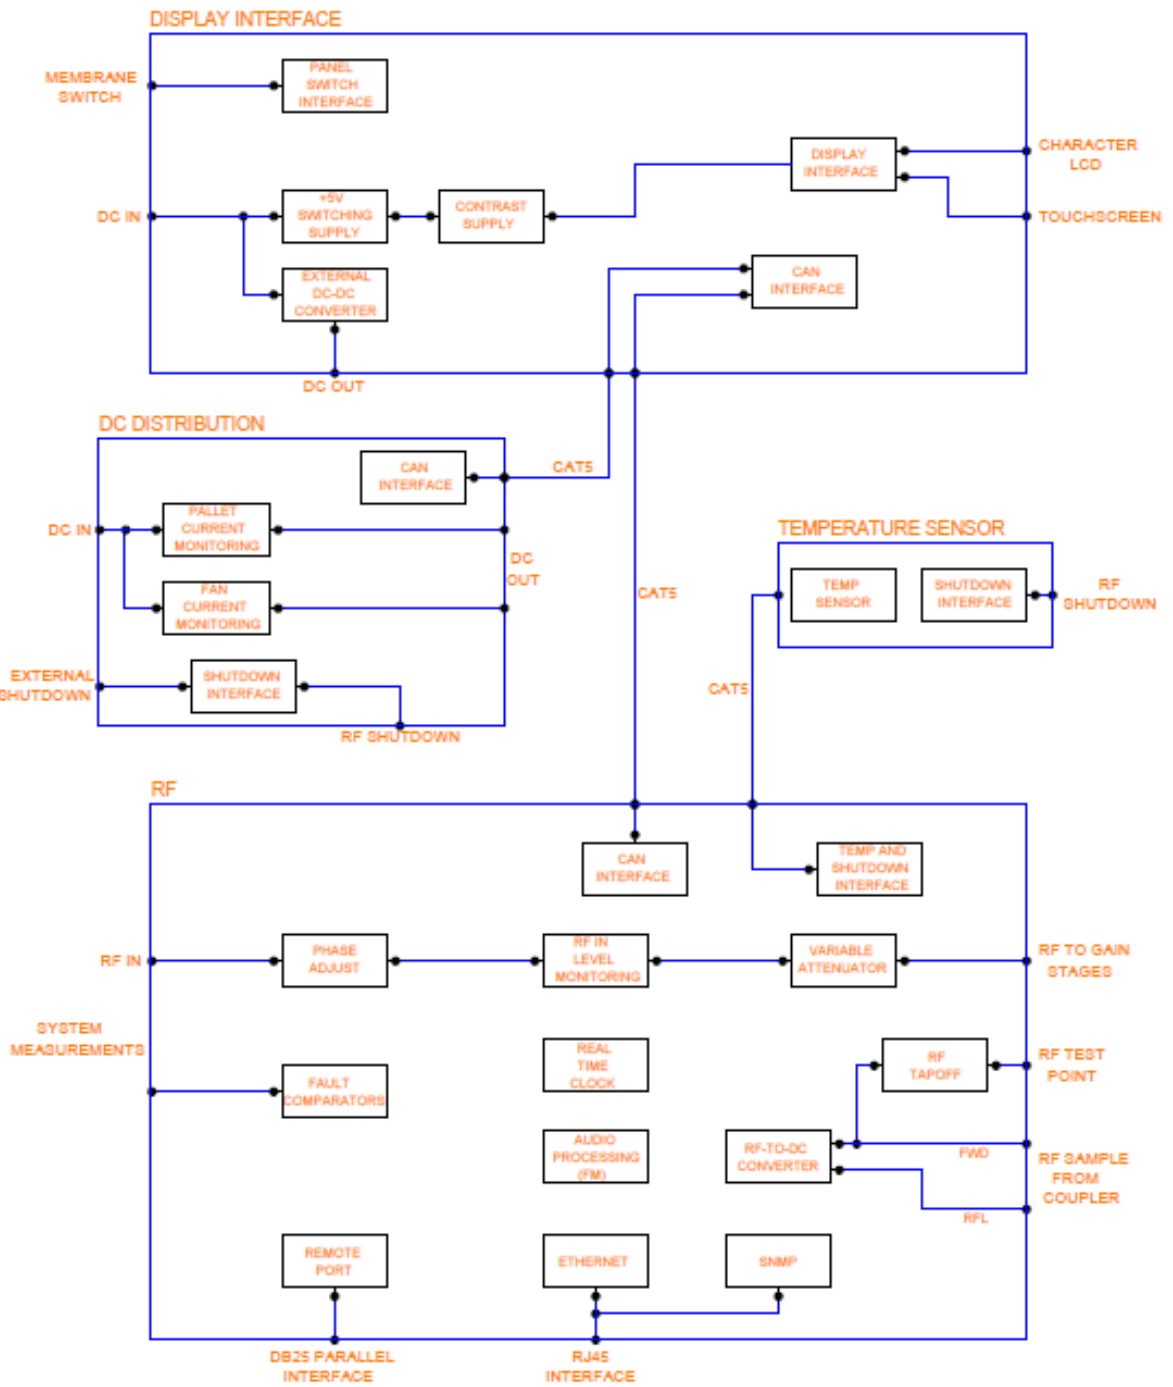 DISPLAY INTERFACE
MEMBRANE
SWITCH
PANEL
SWITCH
INTERFACE
DISPLAY
INTERFACE
CHARACTER
LCD
DC IN
+5V
SWITCHING
SUPPLY
CONTRAST
SUPPLY
TOUCHSCREEN
EXTERNAL
DC-DC
CONVERTER
CAN
INTERFACE
DC OUT
DC DISTRIBUTION
CAN
INTERFACE
CAT5
DC IN
PALLET
CURRENT
MONITORING
DC
OUT
FAN
CURRENT
MONITORING
EXTERNAL
SHUTDOWN
SHUTDOWN
INTERFACE
RF SHUTDOWN
CAT5
TEMPERATURE SENSOR
TEMP
SENSOR
SHUTDOWN
INTERFACE
RF
SHUTDOWN
CAT5
RF
CAN
INTERFACE
TEMP AND
SHUTDOWN
INTERFACE
RF IN
PHASE
ADJUST
RF IN
LEVEL
MONITORING
VARIABLE
ATTENUATOR
RF TO GAIN
STAGES
SYSTEM
MEASUREMENTS
REAL
TIME
CLOCK
RF
TAPOFF
RF TEST
POINT
FAULT
COMPARATORS
AUDIO
PROCESSING
(FM)
RF-TO-DC
CONVERTER
FWD
RFL
RF SAMPLE
FROM
COUPLER
REMOTE
PORT
ETHERNET
SNMP
DB25 PARALLEL
INTERFACE
RJ45
INTERFACE